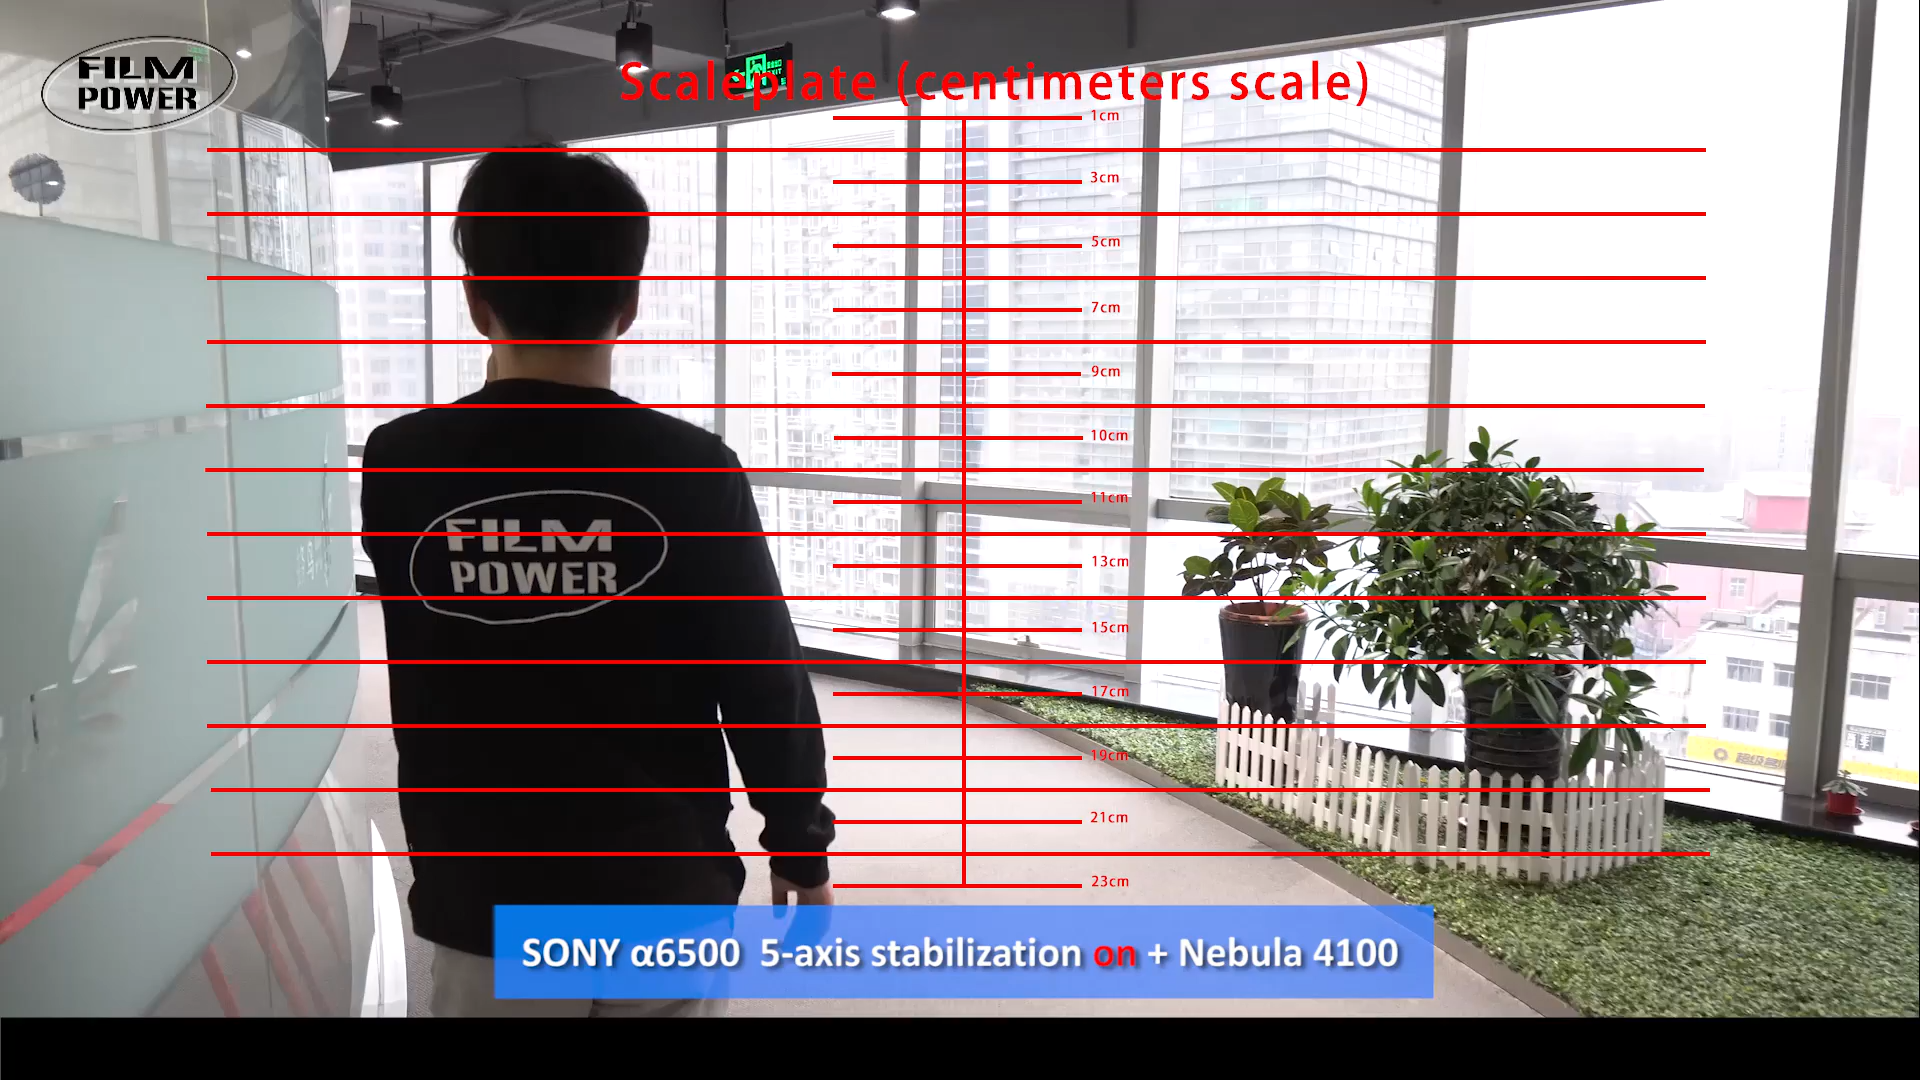 FILM
POWER
Scaleplate (centimeters scale)
1cm
3cm
5cm
7cm
9cm
10cm
11cm
13cm
15cm
17cm
19cm
21cm
23cm
FILM
POWER
SONY α6500  5-axis stabilization on + Nebula 4100